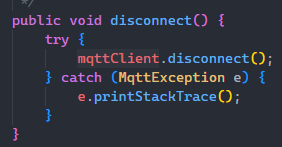 */
public void disconnect() {
    try {
        mqttClient.disconnect();
    } catch (MqttException e) {
        e.printStackTrace();
    }
}